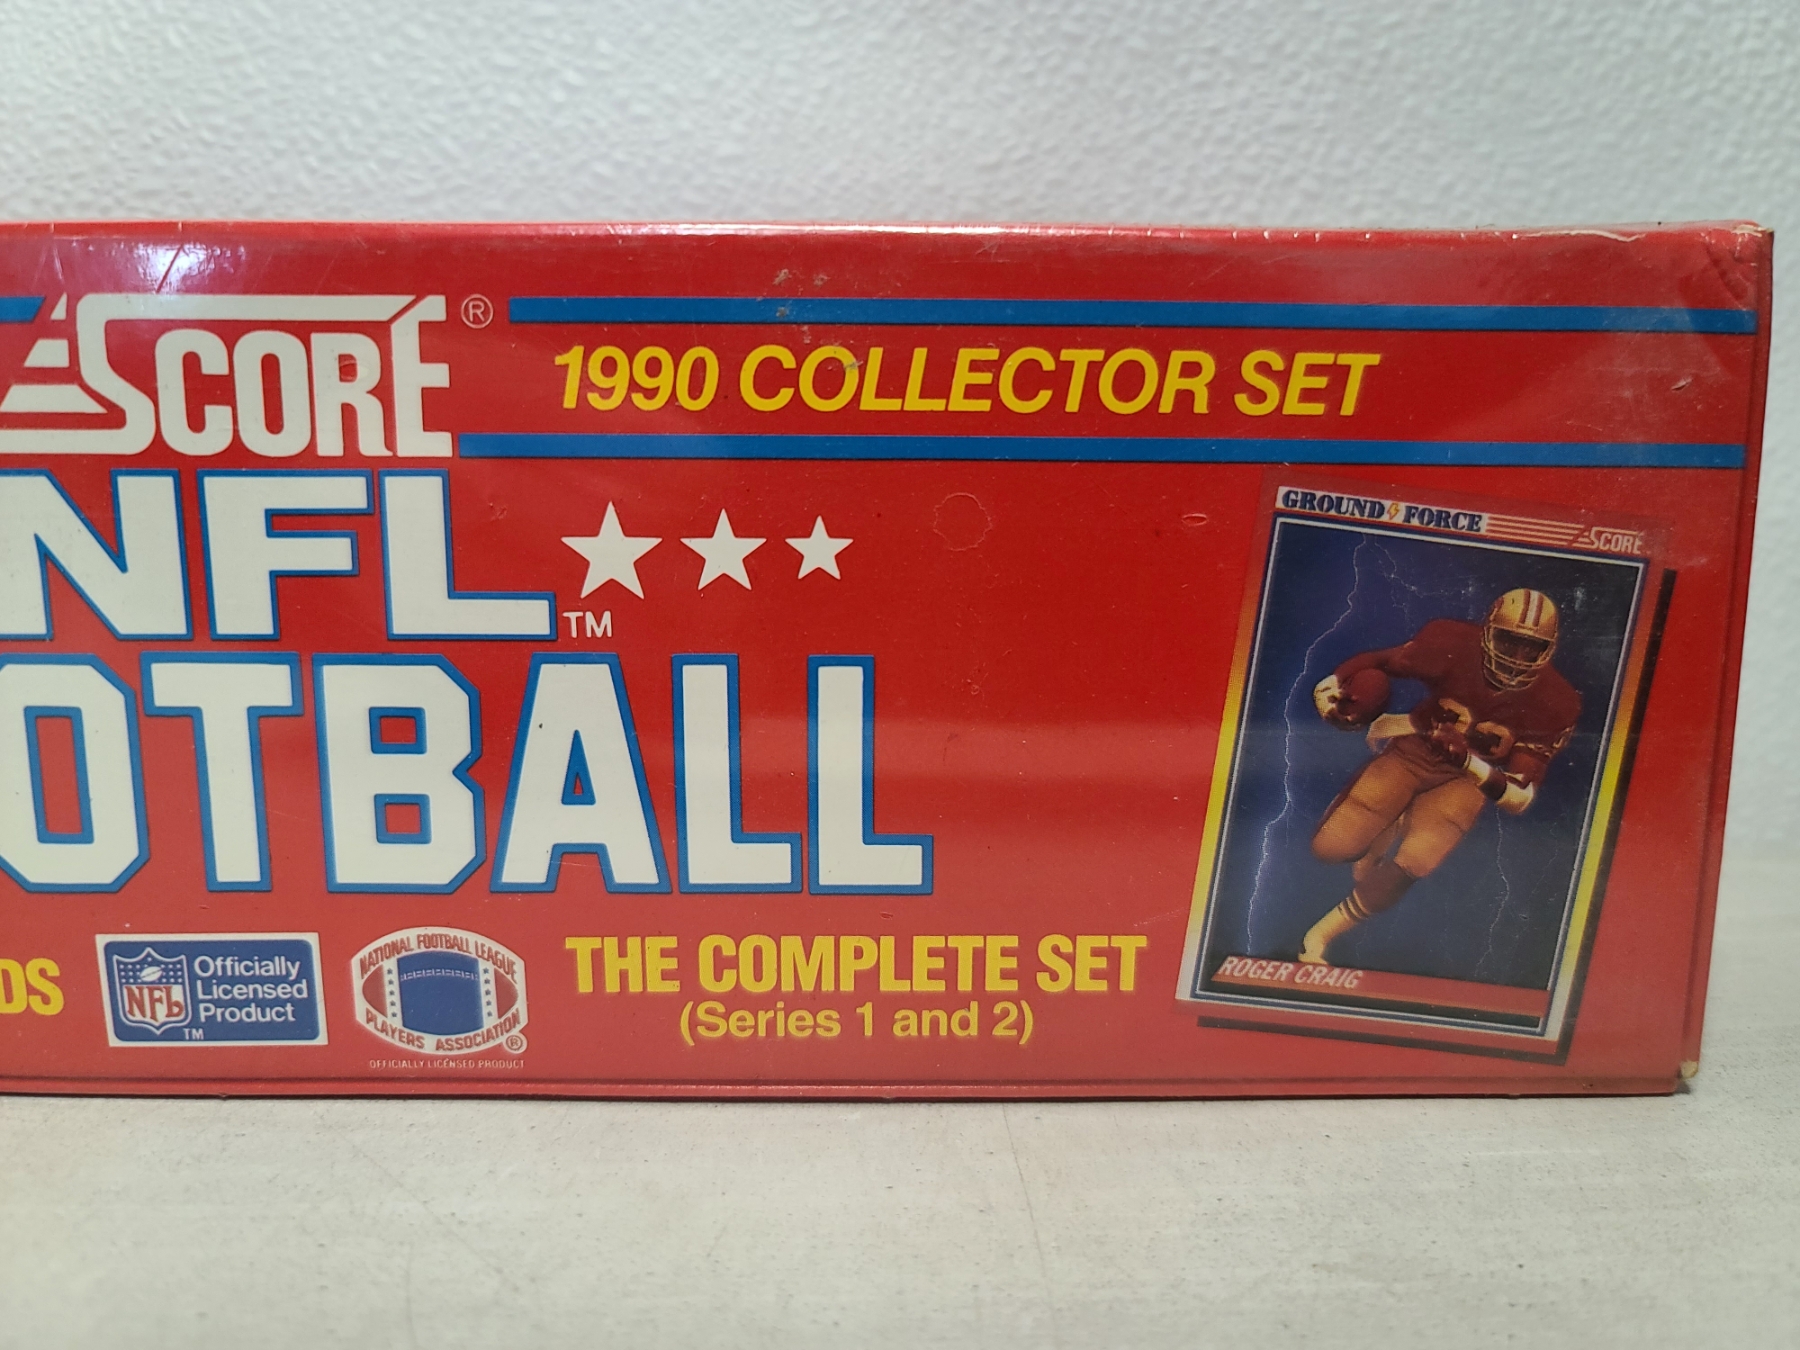 SCORE®
1990 COLLECTOR SET
NFL™
OTBALL
DS
NFL
Officially
Licensed
Product
TM
NATIONAL FOOTBALL LEAGUE
PLAYERS ASSOCIATION®
OFFICIALLY LICENSED PRODUCT
THE COMPLETE SET
(Series 1 and 2)
GROUND FORCE SCORE
33
ROGER CRAIG